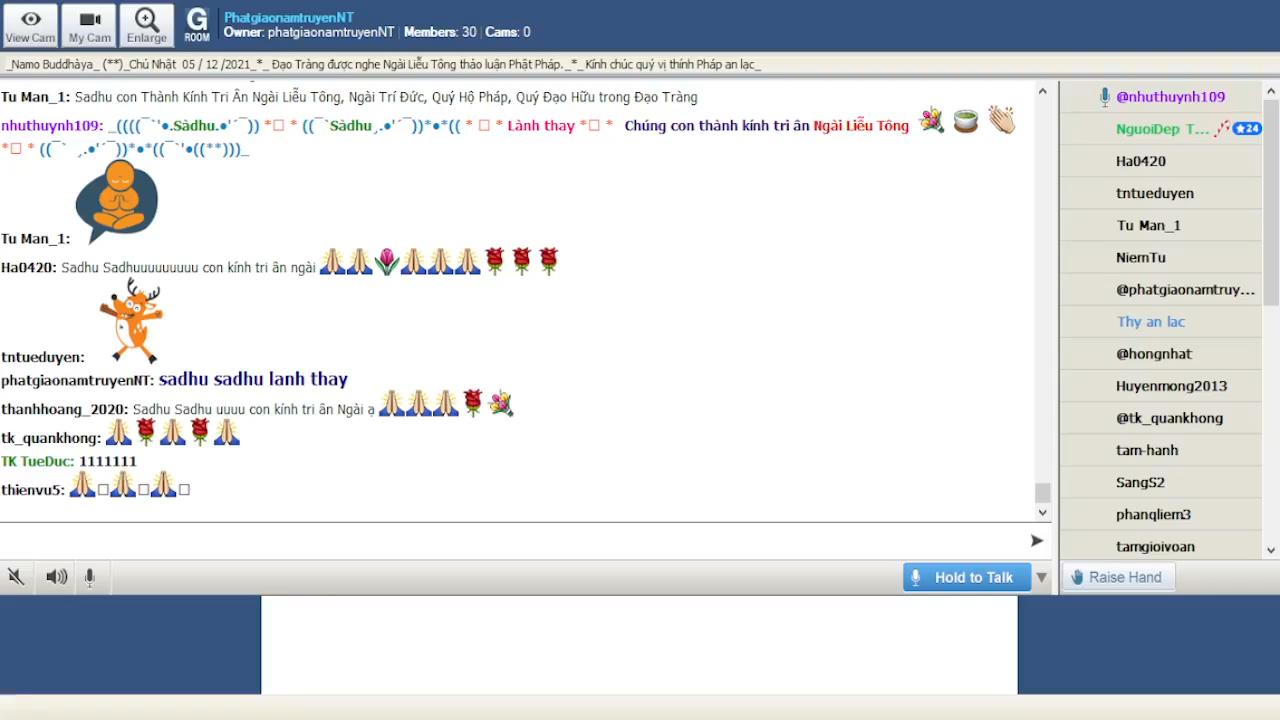 View Cam
My Cam
Enlarge
G
ROOM
PhatgiaonamtruyenNT
Owner: phatgiaonamtruyenNT | Members: 30 | Cams: 0
_Namo Buddhàya_ (**)_Chủ Nhật 05 / 12 /2021_*_ Đạo Tràng được nghe Ngài Liễu Tông thảo luận Phật Pháp._*_Kính chúc quý vị thính Pháp an lạc_
Tu Man_1: Sadhu con Thành Kính Tri Ân Ngài Liễu Tông, Ngài Trí Đức, Quý Hộ Pháp, Quý Đạo Hữu trong Đạo Tràng
nhuthuynh109: _((((¯`'•.Sàdhu.•'´¯)) *□ * ((¯`Sàdhu¸.•'´¯))*•*(( * □ * Lành thay *□ * Chúng con thành kính tri ân Ngài Liễu Tông 💐 🍵 👏🏻
*□ * ((¯` ¸.•'´¯))*•*((¯`'•((**)))_
Tu Man_1:
Ha0420: Sadhu Sadhuuuuuuuuu con kính tri ân ngài 🙏🏻🙏🏻🌷🙏🏻🙏🏻🙏🏻🌹🌹🌹
tntueduyen:
phatgiaonamtruyenNT: sadhu sadhu lanh thay
thanhhoang_2020: Sadhu Sadhu uuuu con kính tri ân Ngài ạ 🙏🏻🙏🏻🙏🏻🌹💐
tk_quankhong: 🙏🏻🌹🙏🏻🌹🙏🏻
TK TueDuc: 1111111
thienvu5: 🙏🏻□🙏🏻□🙏🏻□
Hold to Talk
@nhuthuynh109
NguoiDep T... ★24
Ha0420
tntueduyen
Tu Man_1
NiemTu
@phatgiaonamtruy...
Thy an lac
@hongnhat
Huyenmong2013
@tk_quankhong
tam-hanh
SangS2
phanqliem3
tamgioivoan
Raise Hand